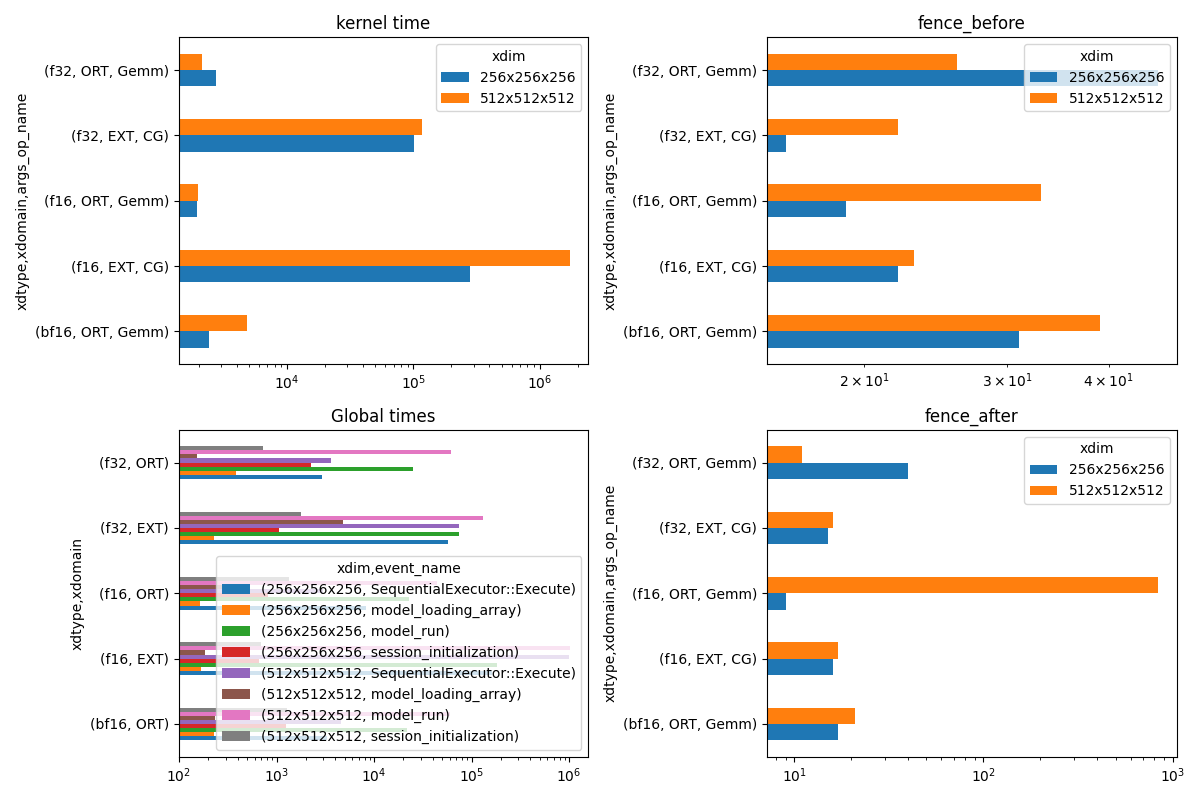 kernel time
xdtype,xdomain,args_op_name
(f32, ORT, Gemm)
(f32, EXT, CG)
(f16, ORT, Gemm)
(f16, EXT, CG)
(bf16, ORT, Gemm)
xdim
256x256x256
512x512x512
10^4
10^5
10^6
fence_before
xdtype,xdomain,args_op_name
(f32, ORT, Gemm)
(f32, EXT, CG)
(f16, ORT, Gemm)
(f16, EXT, CG)
(bf16, ORT, Gemm)
xdim
256x256x256
512x512x512
2 × 10^1
3 × 10^1
4 × 10^1
Global times
xdtype,xdomain
(f32, ORT)
(f32, EXT)
(f16, ORT)
(f16, EXT)
(bf16, ORT)
xdim,event_name
(256x256x256, SequentialExecutor::Execute)
(256x256x256, model_loading_array)
(256x256x256, model_run)
(256x256x256, session_initialization)
(512x512x512, SequentialExecutor::Execute)
(512x512x512, model_loading_array)
(512x512x512, model_run)
(512x512x512, session_initialization)
10^2
10^3
10^4
10^5
10^6
fence_after
xdtype,xdomain,args_op_name
(f32, ORT, Gemm)
(f32, EXT, CG)
(f16, ORT, Gemm)
(f16, EXT, CG)
(bf16, ORT, Gemm)
xdim
256x256x256
512x512x512
10^1
10^2
10^3